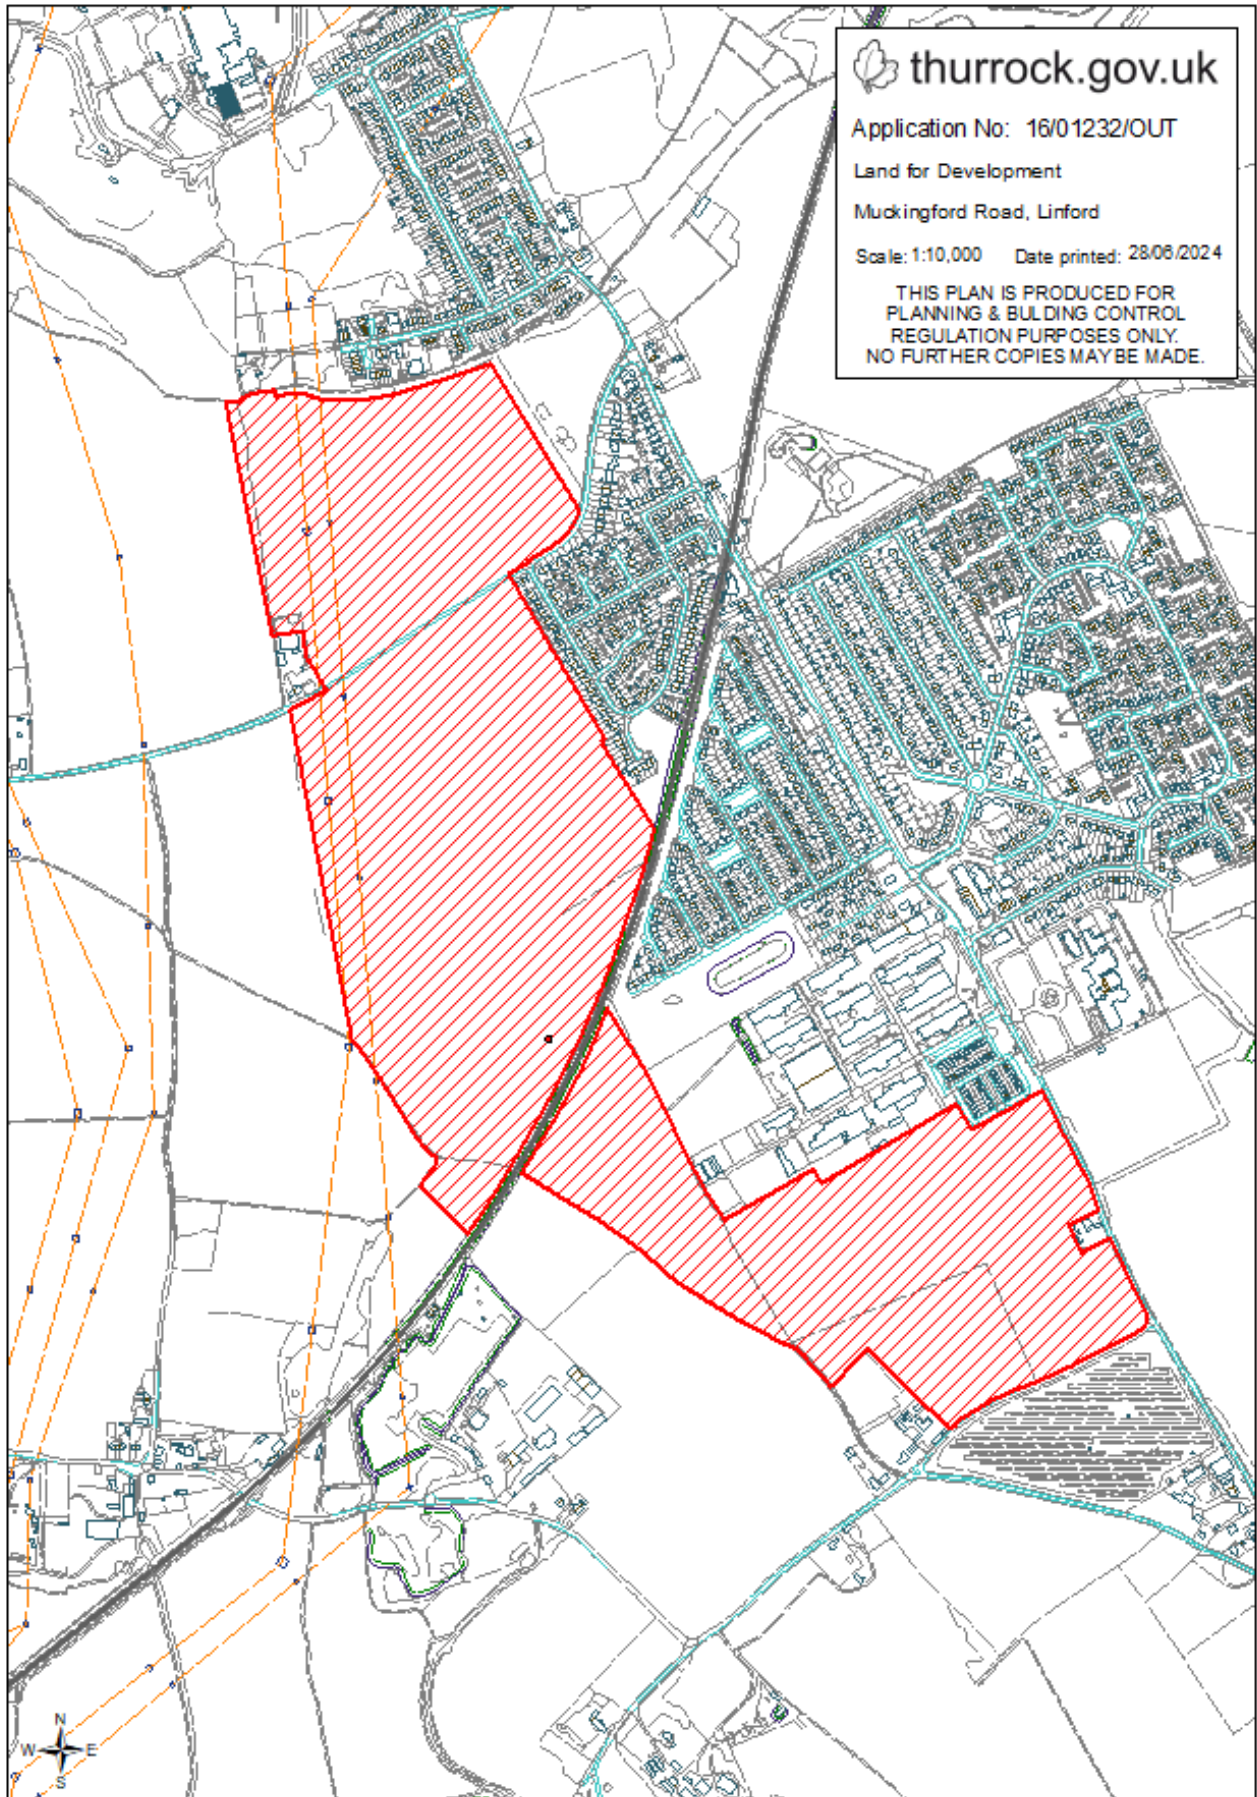 thurrock.gov.uk
Application No: 16/01232/OUT
Land for Development
Muckingford Road, Linford
Scale: 1:10,000 Date printed: 28/06/2024
THIS PLAN IS PRODUCED FOR
PLANNING & BULDING CONTROL
REGULATION PURPOSES ONLY.
NO FURTHER COPIES MAY BE MADE.
N
W E
S